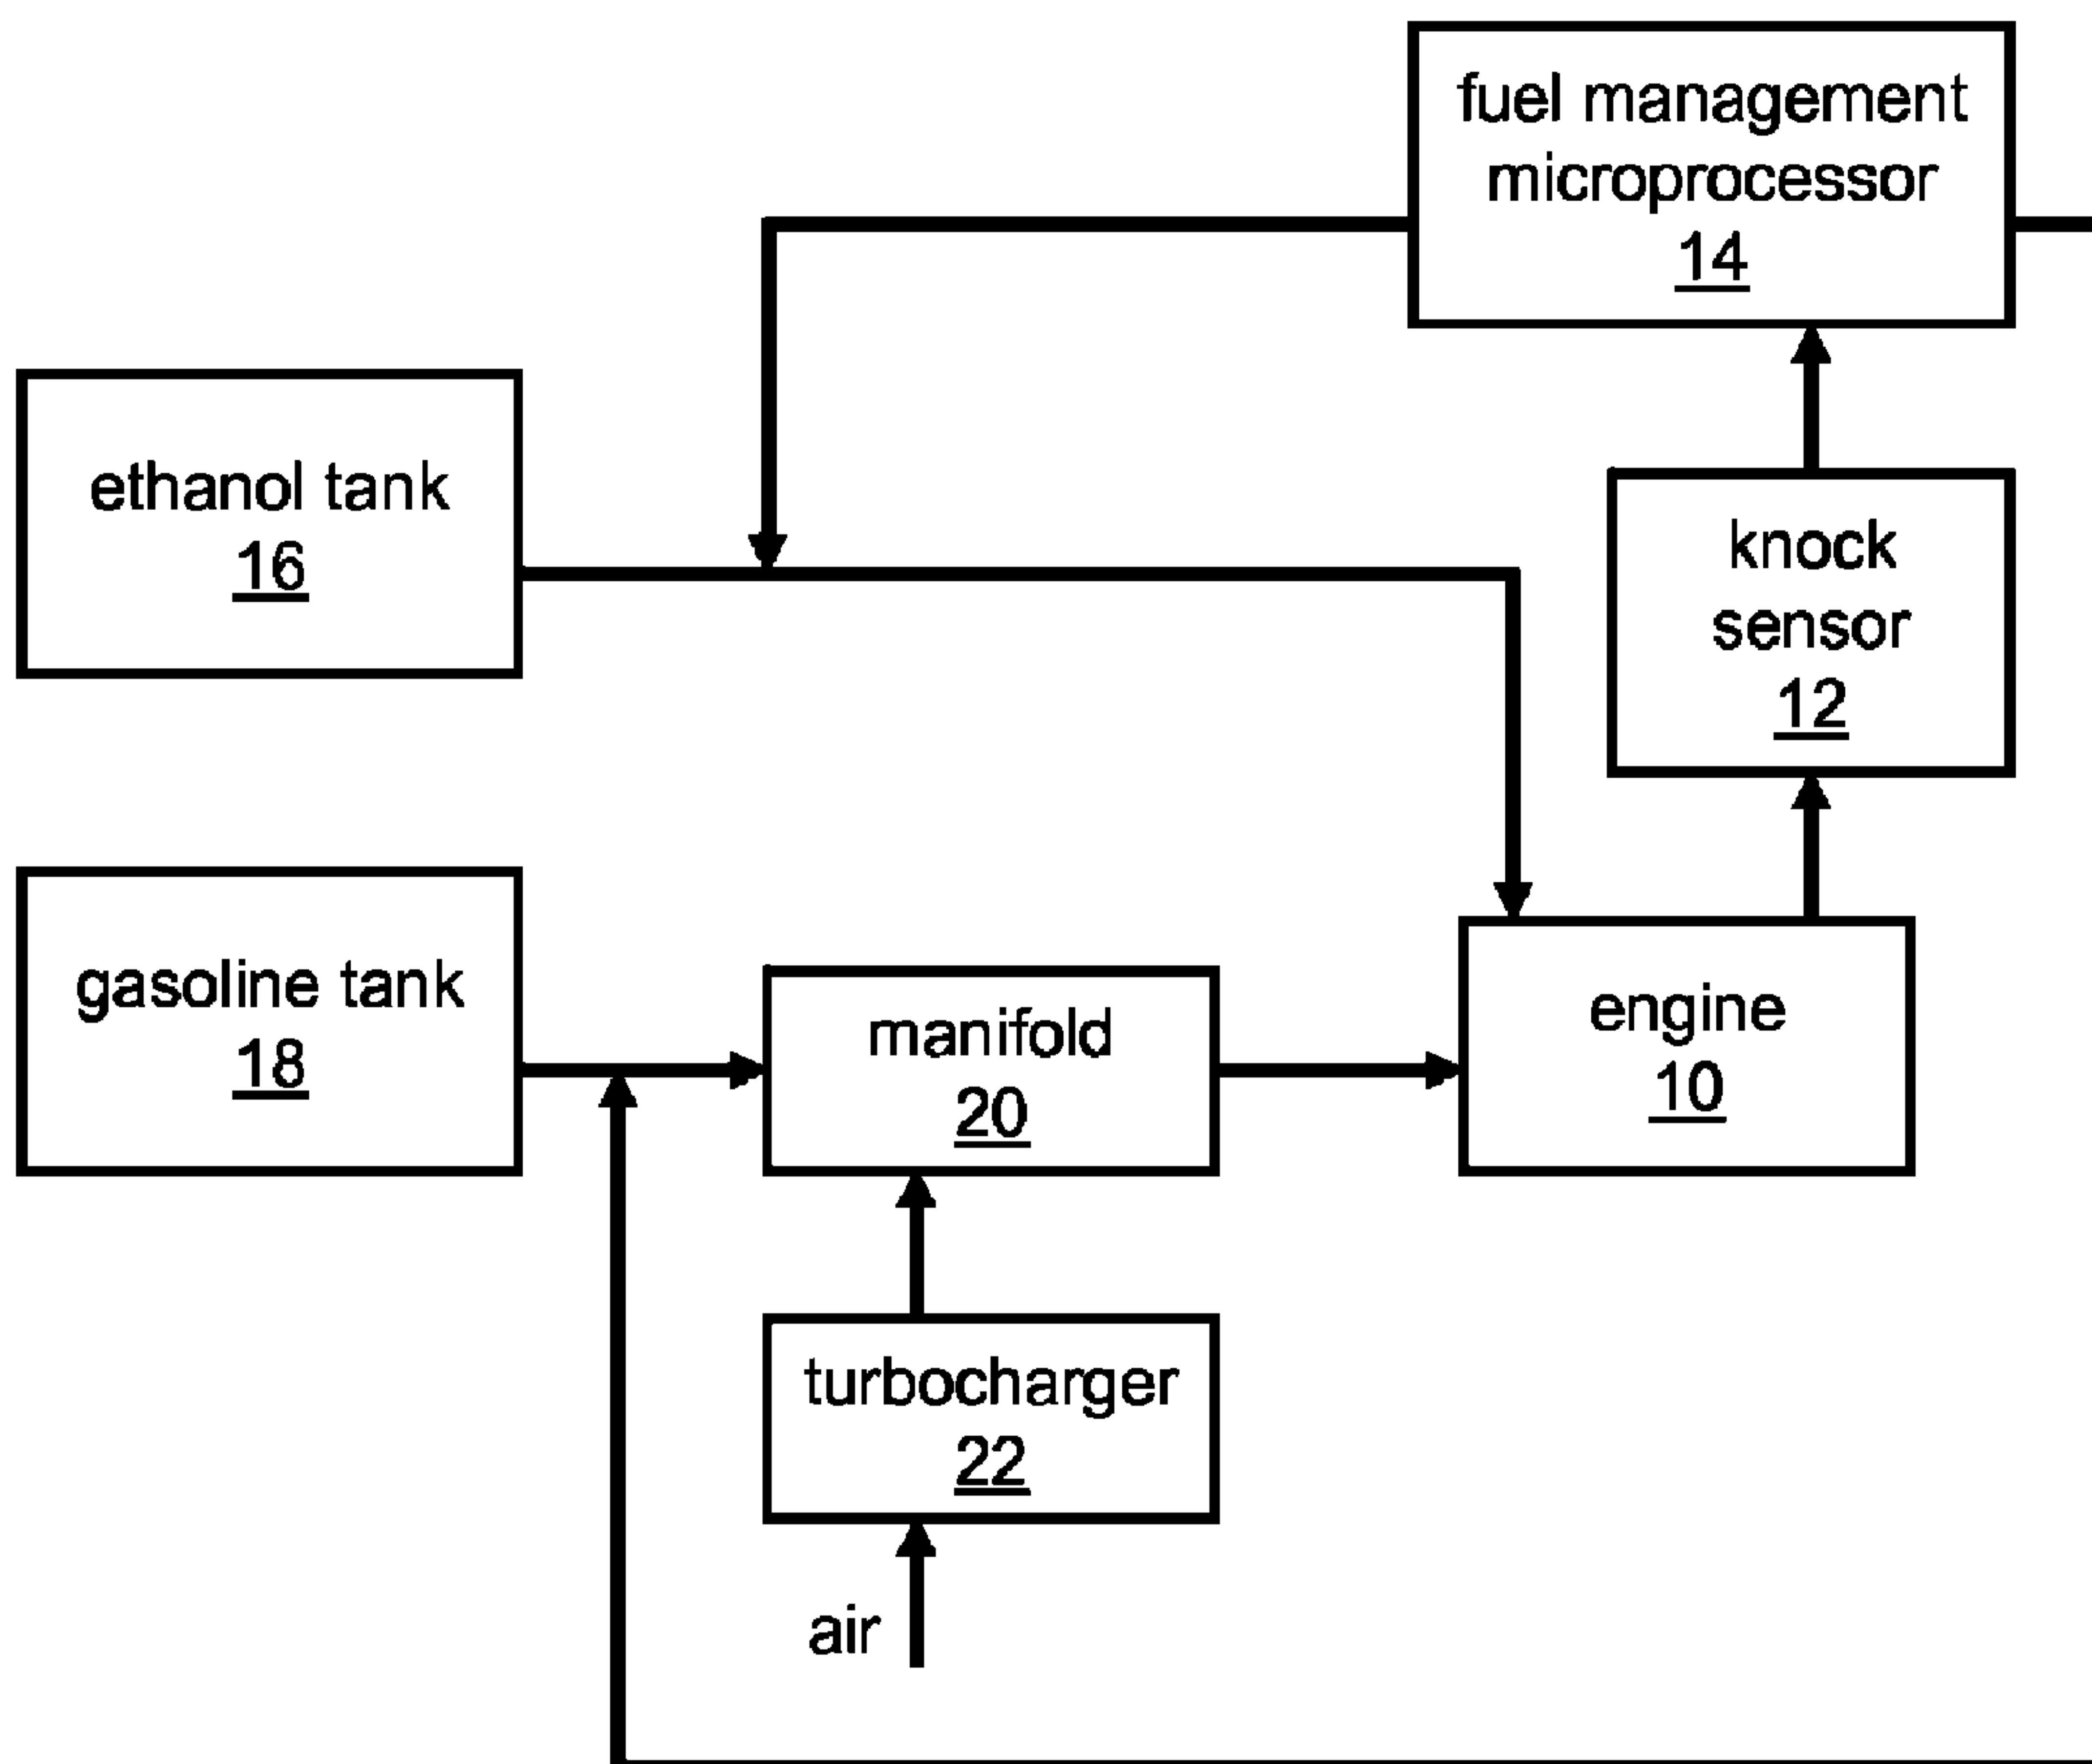 fuel management
microprocessor
14
ethanol tank
16
knock
sensor
12
gasoline tank
18
manifold
20
engine
10
turbocharger
22
air